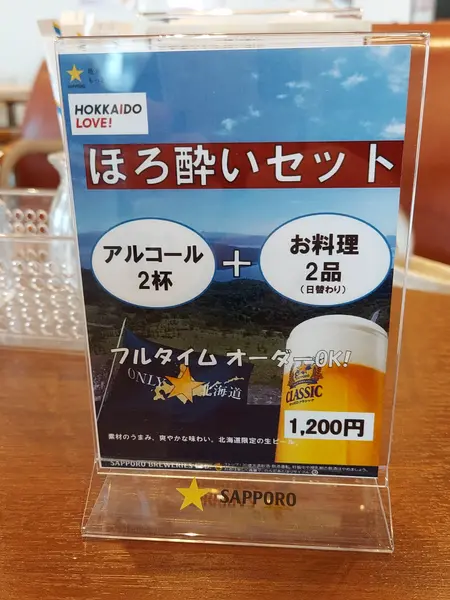 SAPPORO
HOKKAIDO
LOVE!
ほろ酔いセット
アルコール
2杯
+
お料理
2品
(日替わり)
フルタイム オーダーOK!
ONLY
北海道
CLASSIC
1,200円
素材のうまみ、爽やかな味わい。北海道限定の生ビール。
SAPPORO BREWERIES
SAPPORO